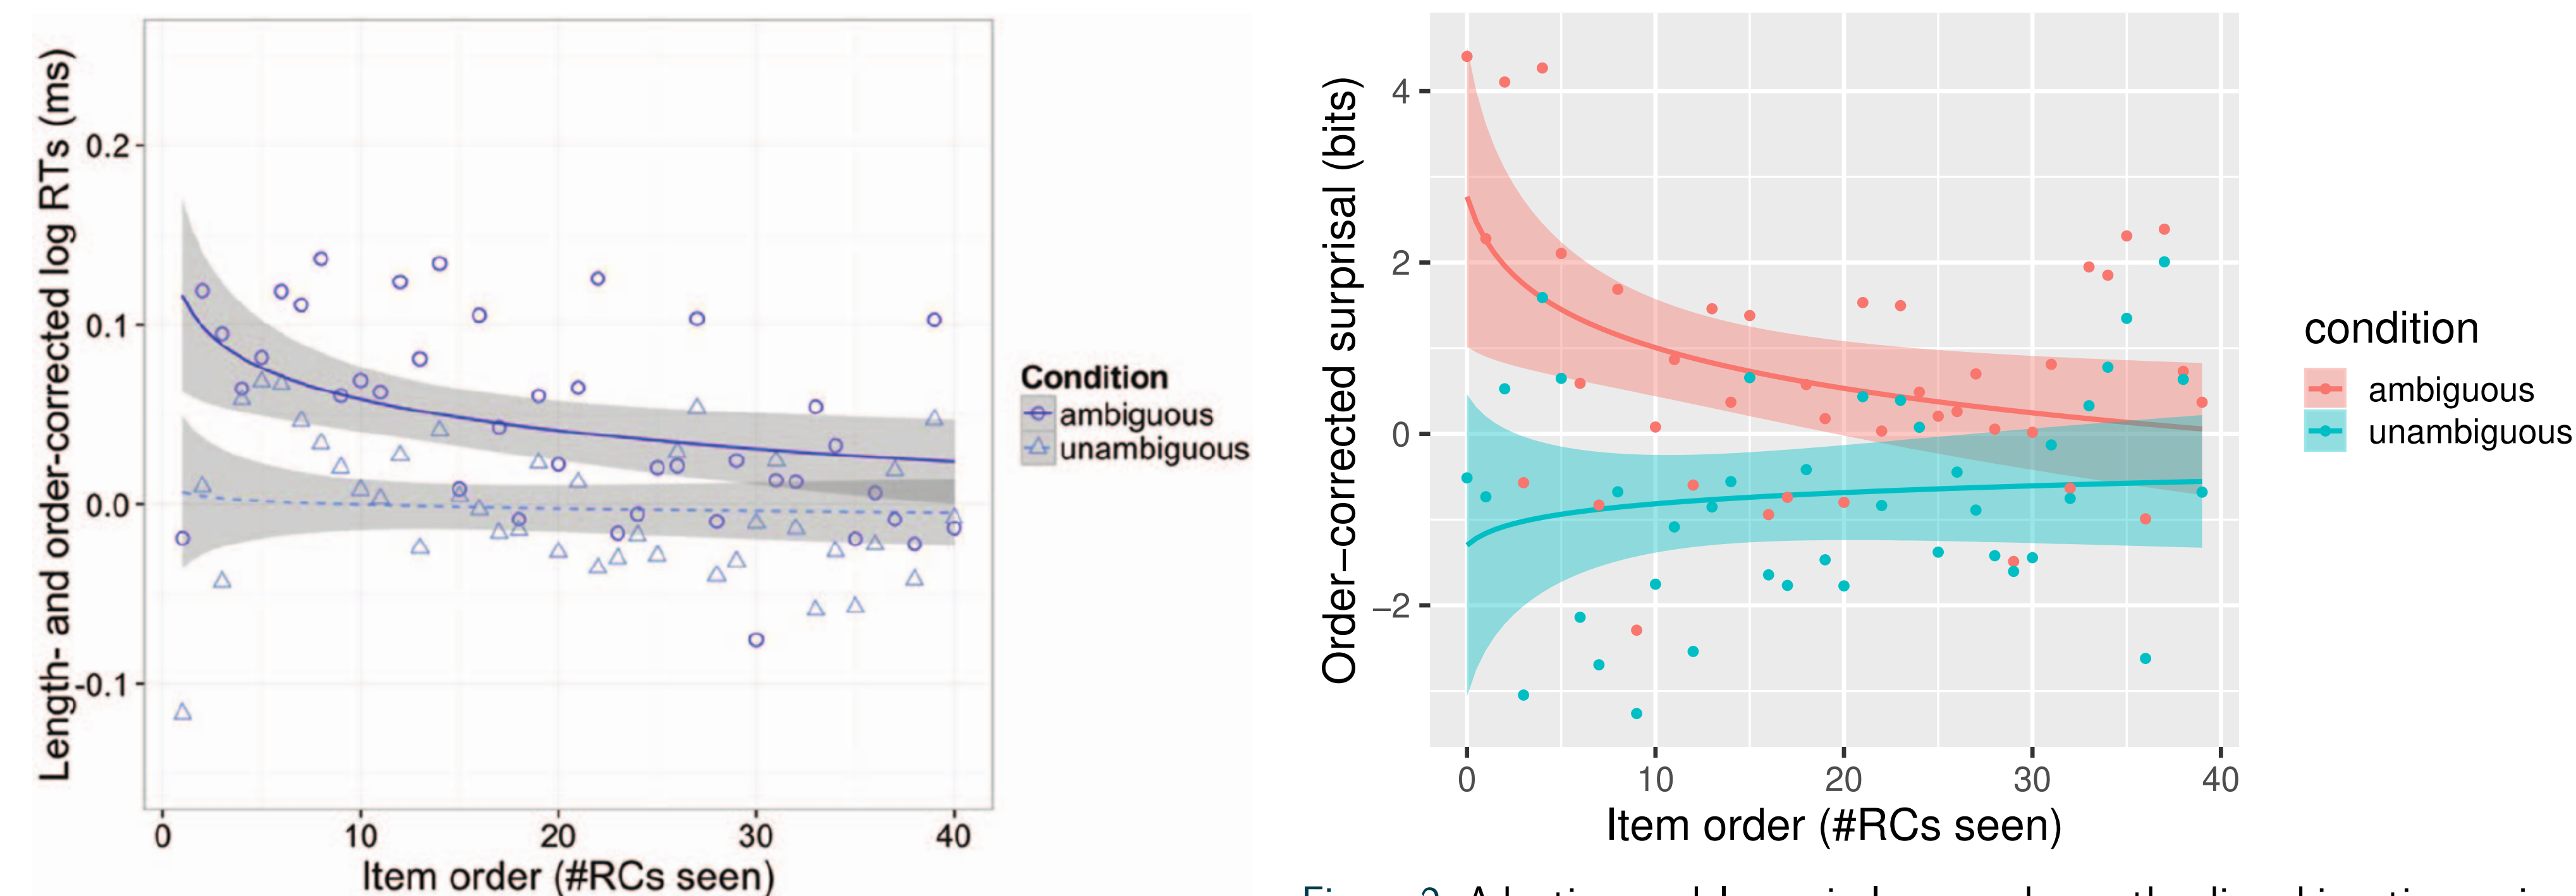 Length- and order-corrected log RTs (ms)
0.2
0.1
0.0
-0.1
0
10
20
30
40
Item order (#RCs seen)
Condition
ambiguous
unambiguous
Order−corrected surprisal (bits)
4
2
0
−2
0
10
20
30
40
Item order (#RCs seen)
condition
ambiguous
unambiguous